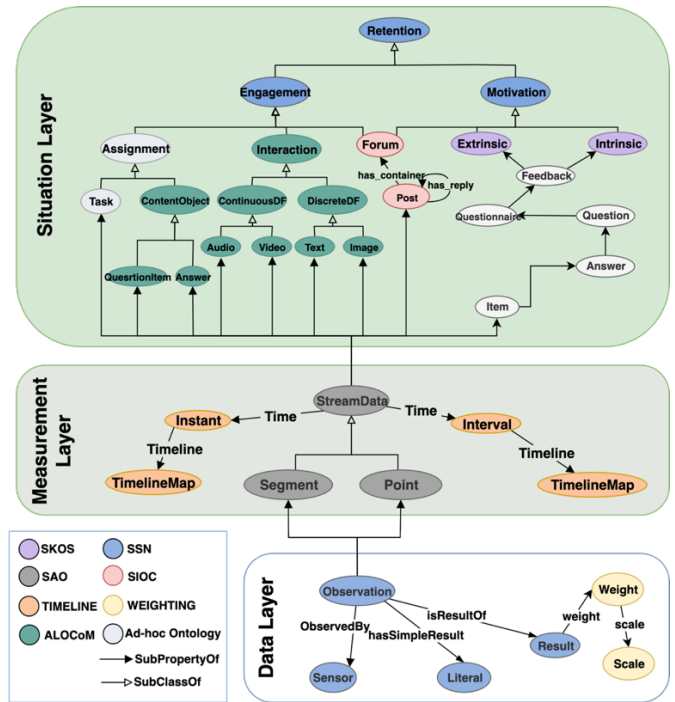 Situation Layer
Retention
Engagement
Motivation
Assignment
Interaction
Forum
Extrinsic
Intrinsic
has_container
has_reply
Feedback
Task
ContentObject
ContinuousDF
DiscreteDF
Post
Questionnaire
Question
Audio
Video
Text
Image
QuesrtionItem
Answer
Answer
Item
Measurement
Layer
StreamData
Instant
Time
Time
Interval
Timeline
Timeline
TimelineMap
Segment
Point
TimelineMap
SKOS
SSN
SAO
SIOC
TIMELINE
WEIGHTING
ALOCoM
Ad-hoc Ontology
SubPropertyOf
SubClassOf
Data Layer
Observation
Weight
isResultOf
weight
ObservedBy
hasSimpleResult
scale
Result
Sensor
Literal
Scale